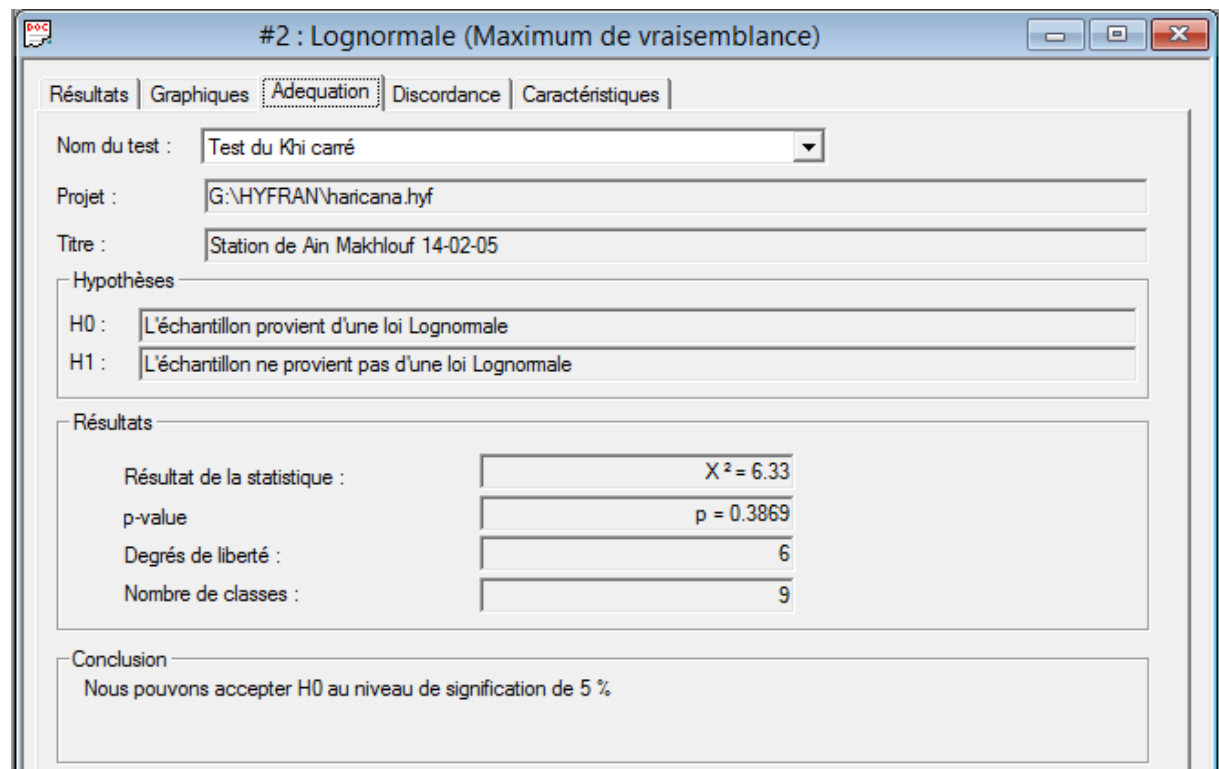 DOC
#2 : Lognormale (Maximum de vraisemblance)
Résultats Graphiques Adequation Discordance Caractéristiques
Nom du test : Test du Khi carré
Projet : G:\HYFRAN\haricana.hyf
Titre : Station de Ain Makhlouf 14-02-05
Hypothèses
H0 : L'échantillon provient d'une loi Lognormale
H1 : L'échantillon ne provient pas d'une loi Lognormale
Résultats
Résultat de la statistique : X² = 6.33
p-value p = 0.3869
Degrés de liberté : 6
Nombre de classes : 9
Conclusion
Nous pouvons accepter H0 au niveau de signification de 5 %